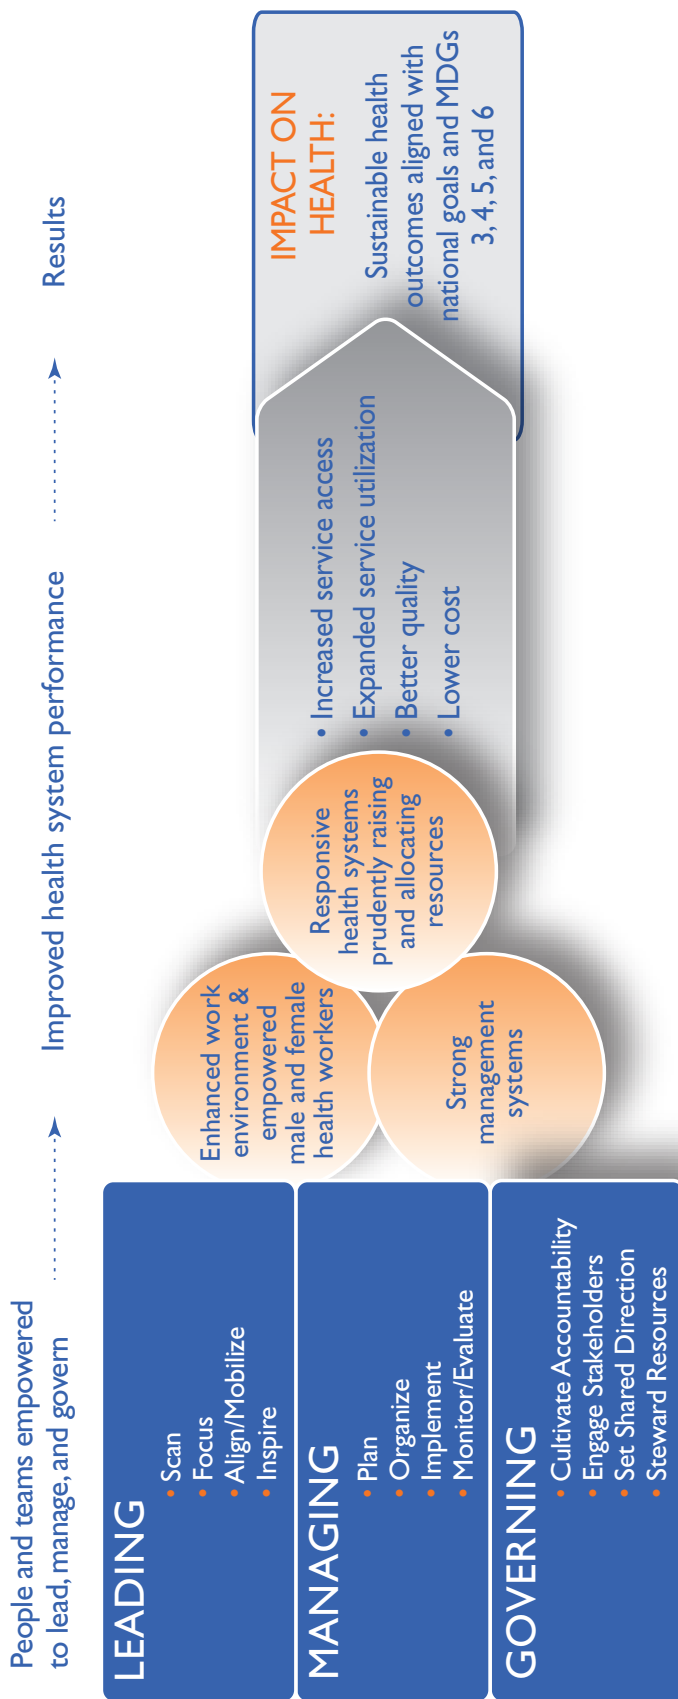 People and teams empowered
to lead, manage, and govern
Improved health system performance
Results
LEADING
• Scan
• Focus
• Align/Mobilize
• Inspire
MANAGING
• Plan
• Organize
• Implement
• Monitor/Evaluate
GOVERNING
• Cultivate Accountability
• Engage Stakeholders
• Set Shared Direction
• Steward Resources
Enhanced work
environment &
empowered
male and female
health workers
Strong
management
systems
Responsive
health systems
prudently raising
and allocating
resources
• Increased service access
• Expanded service utilization
• Better quality
• Lower cost
IMPACT ON
HEALTH:
Sustainable health
outcomes aligned with
national goals and MDGs
3, 4, 5, and 6